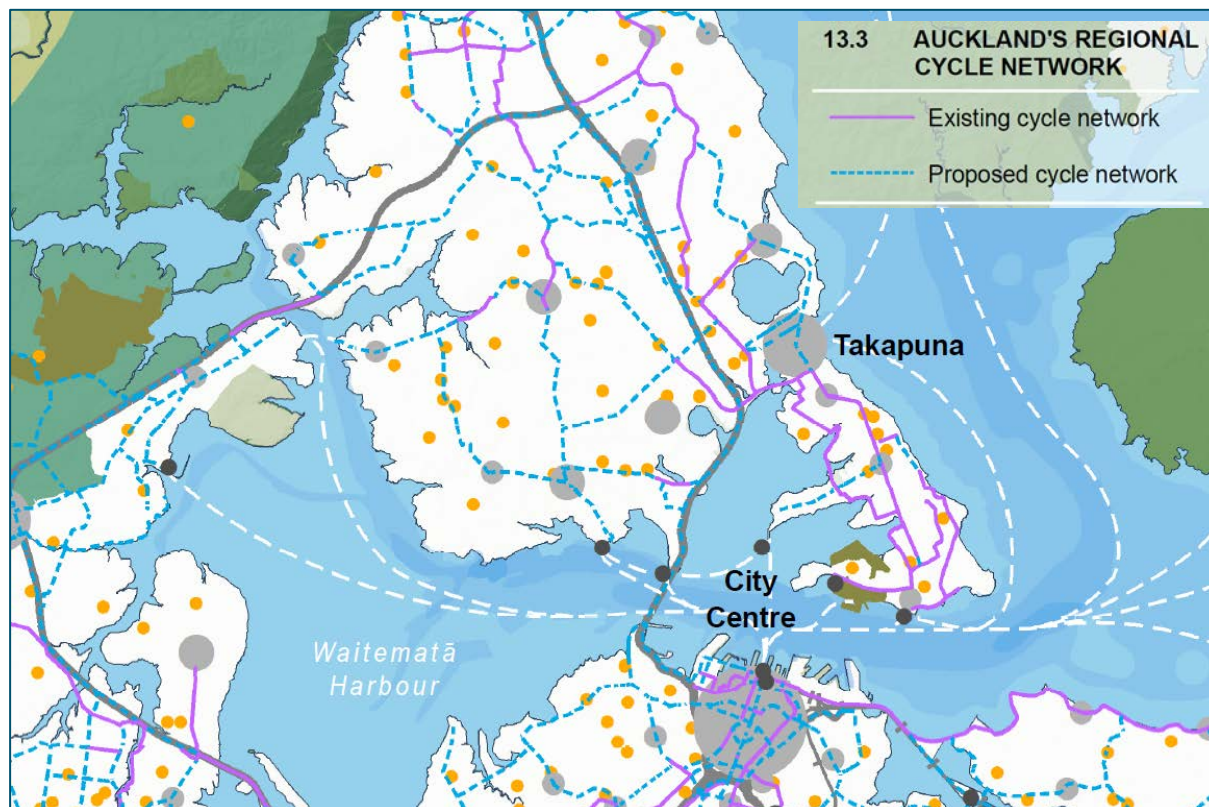 13.3 AUCKLAND'S REGIONAL
CYCLE NETWORK
Existing cycle network
Proposed cycle network
Takapuna
City
Centre
Waitematā
Harbour